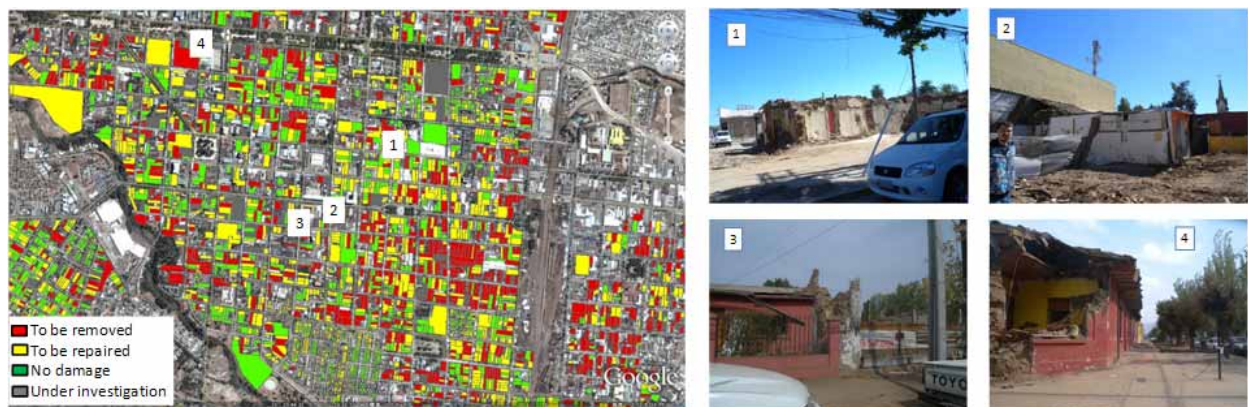 4
1
2
3
To be removed
To be repaired
No damage
Under investigation
Google
1
2
3
TOYO
4